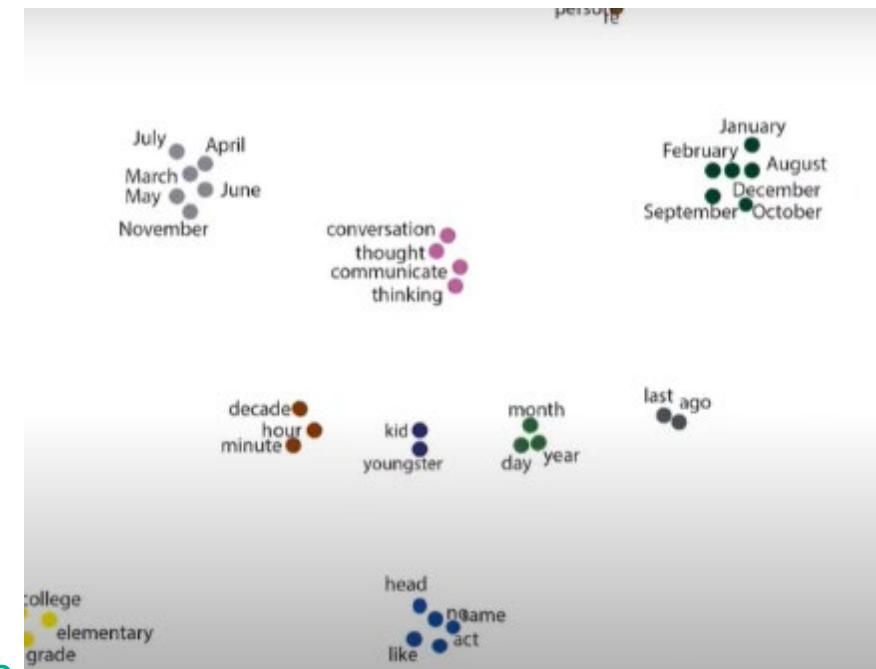 July
April
January
February
August
March
May
June
December
November
September
October
conversation
thought
communicate
thinking
last
ago
decade
month
hour
kid
minute
youngster
day
year
head
college
elementary
act
grade
like